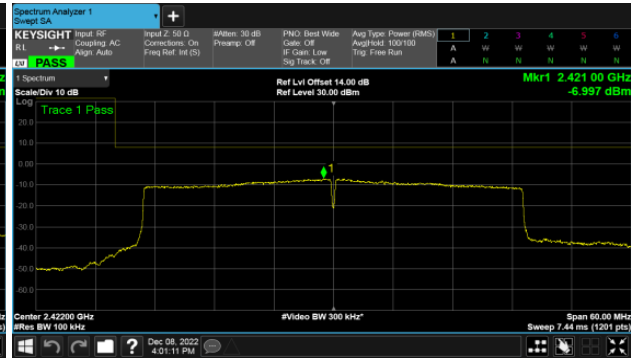 Spectrum Analyzer 1
Swept SA
KEYSIGHT
RL
PASS
Input: RF
Coupling: AC
Align: Auto
Input Z: 50 Ω
Corrections: On
Freq Ref: Int (S)
#Atten: 30 dB
Preamp: Off
PNO: Best Wide
Gate: Off
IF Gain: Low
Sig Track: Off
Avg Type: Power (RMS)
Avg|Hold: 100/100
Trig: Free Run
1 2 3 4 5 6
A W W W W W
A N N N N N
1 Spectrum
Scale/Div 10 dB
Ref Lvl Offset 14.00 dB
Ref Level 30.00 dBm
Mkr1 2.421 00 GHz
-6.997 dBm
Log
Trace 1 Pass
20.0
10.0
0.00
-10.0
-20.0
-30.0
-40.0
-50.0
-60.0
1
Center 2.42200 GHz
#Res BW 100 kHz
#Video BW 300 kHz*
Span 60.00 MHz
Sweep 7.44 ms (1201 pts)
?
Dec 08, 2022
4:01:11 PM